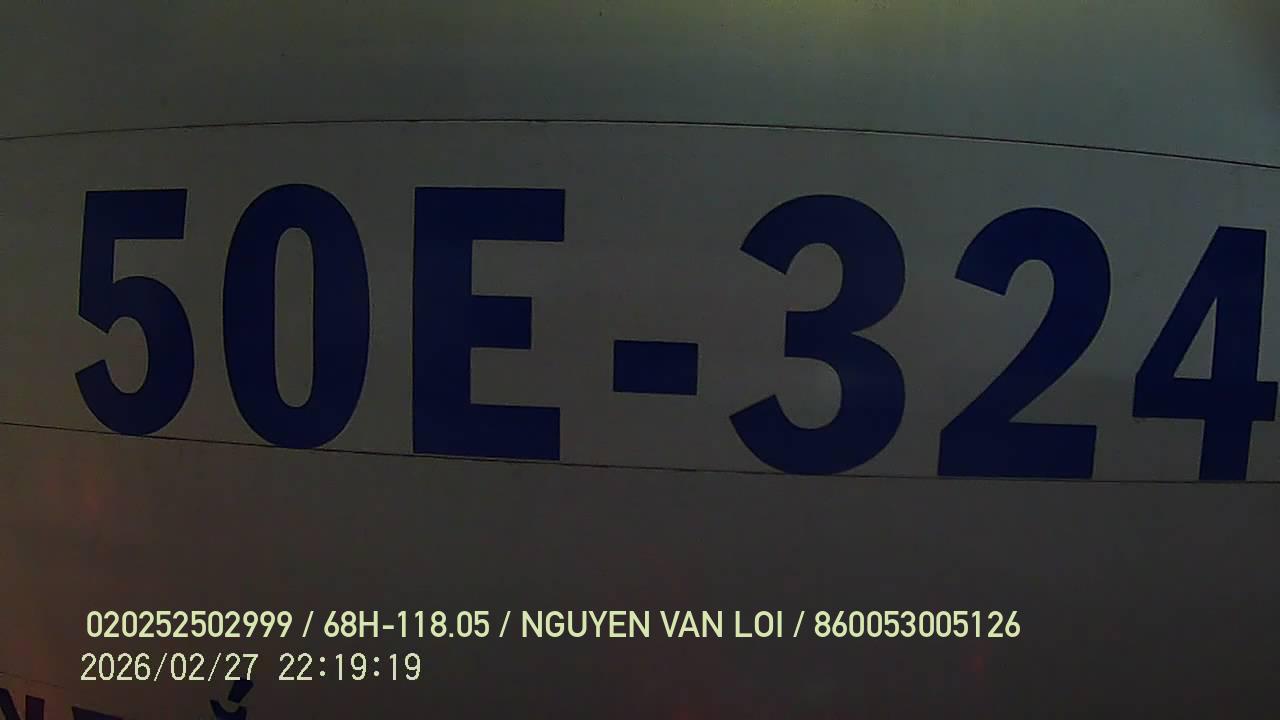 50E-324
020252502999 / 68H-118.05 / NGUYEN VAN LOI / 860053005126
2026/02/27 22:19:19